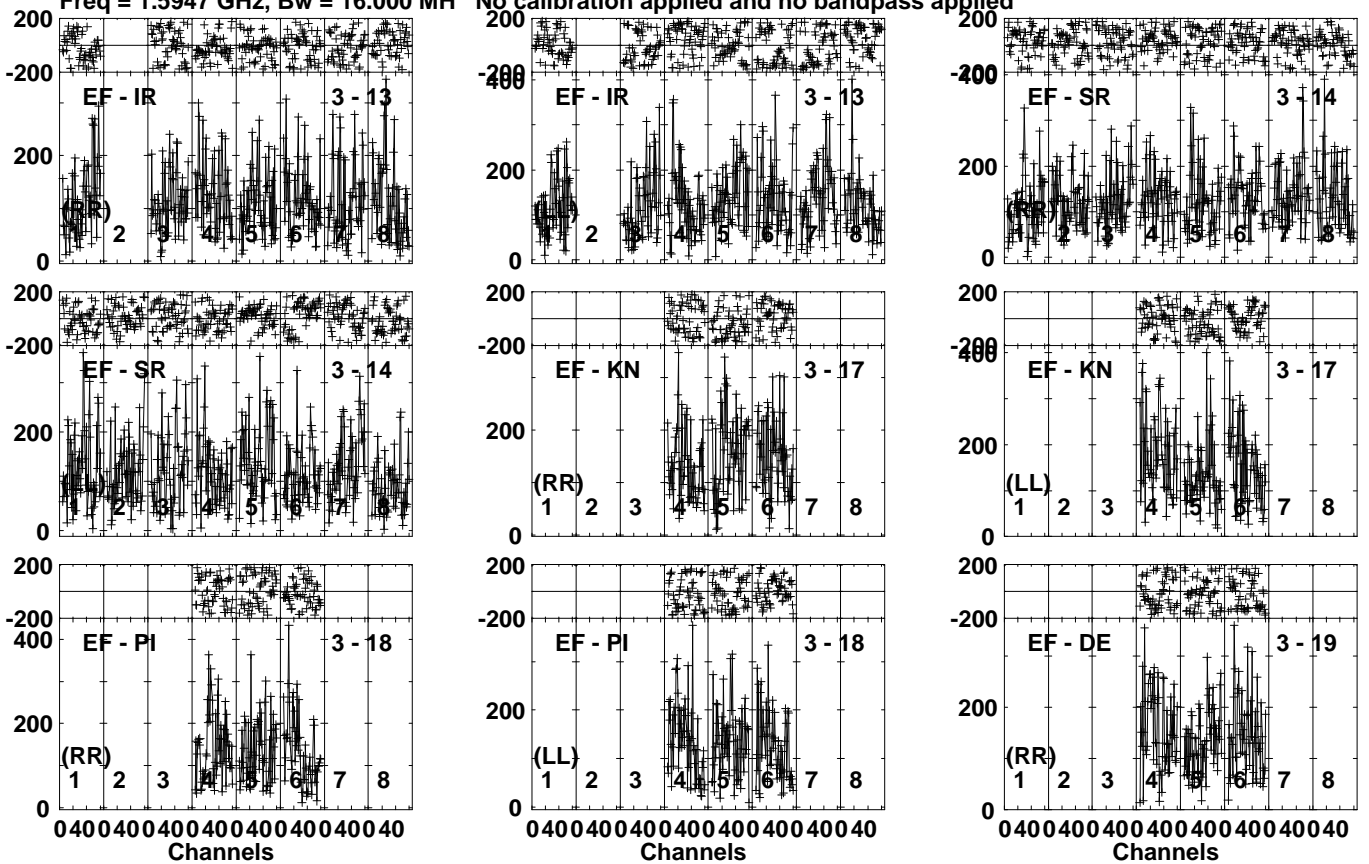 Freq = 1.5947 GHz, Bw = 16.000 MH No calibration applied and no bandpass applied
200 200 200
-200 -200 -200
400 400
EF - IR 3 - 13 EF - IR 3 - 13 EF - SR 3 - 14
200 200 200
(RR) (LL) (RR)
1 2 3 4 5 6 7 8 1 2 3 4 5 6 7 8 1 2 3 4 5 6 7 8
0 0 0
200 200 200
-200 -200 -200
400
EF - SR 3 - 14 EF - KN 3 - 17 EF - KN 3 - 17
200 200 200
(LL) (RR) (LL)
1 2 3 4 5 6 7 8 1 2 3 4 5 6 7 8 1 2 3 4 5 6 7 8
0 0 0
200 200 200
-200 -200 -200
400
EF - PI 3 - 18 EF - PI 3 - 18 EF - DE 3 - 19
200 200 200
(RR) (LL) (RR)
1 2 3 4 5 6 7 8 1 2 3 4 5 6 7 8 1 2 3 4 5 6 7 8
0 0 0
0 40 0 40 0 40 0 40 0 40 0 40 0 40 0 40 0 40 0 40 0 40 0 40 0 40 0 40 0 40 0 40 0 40 0 40 0 40 0 40 0 40 0 40 0 40 0 40
Channels Channels Channels